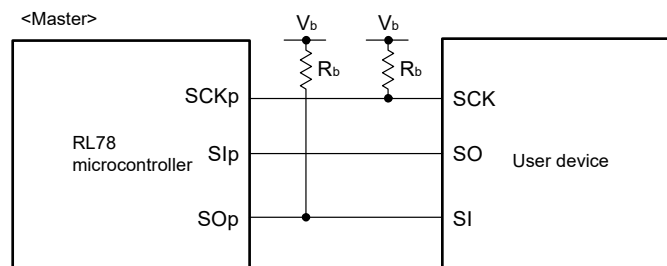 <Master>
Vb Vb
Rb Rb
SCKp SCK
RL78
microcontroller
SIp SO
User device
SOp SI